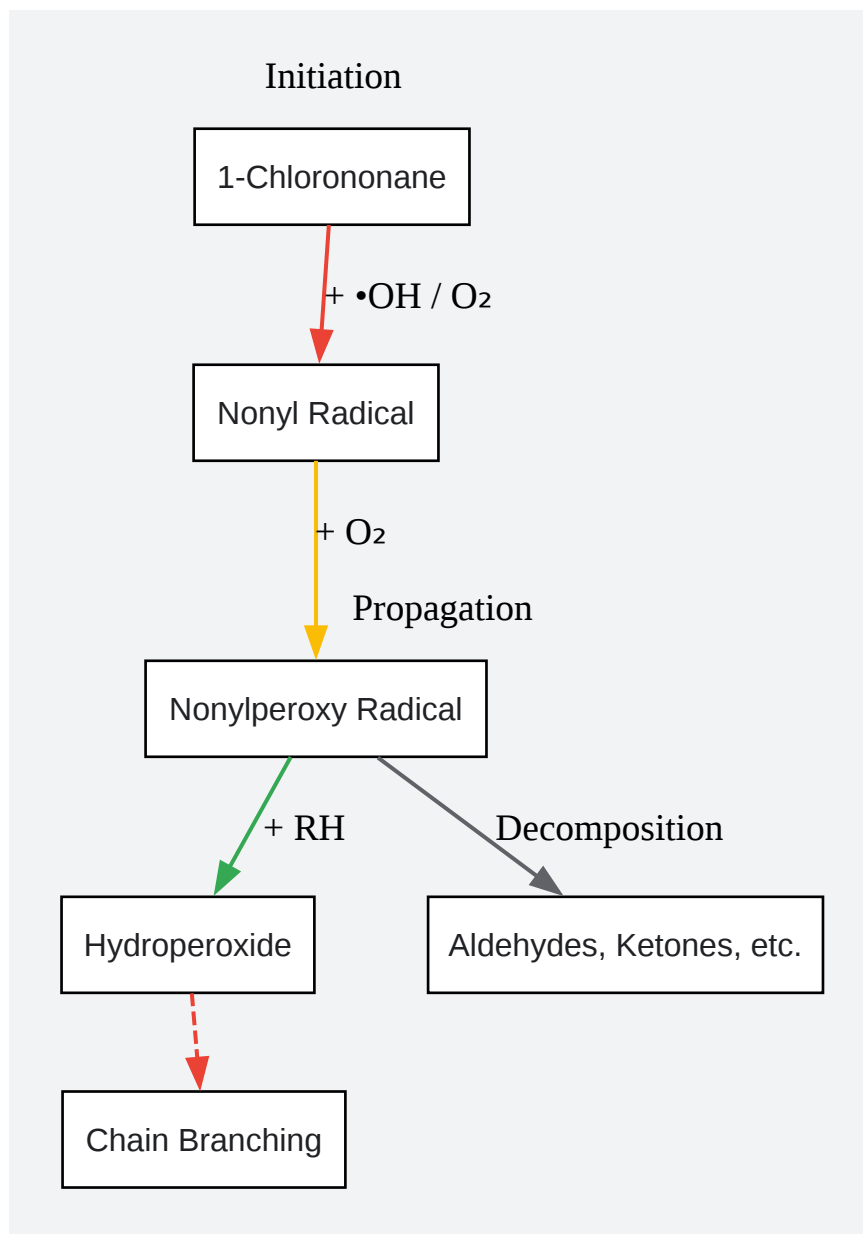 Initiation
1-Chlorononane
+ •OH / O₂
Nonyl Radical
+ O₂
Propagation
Nonylperoxy Radical
+ RH
Decomposition
Hydroperoxide
Aldehydes, Ketones, etc.
Chain Branching